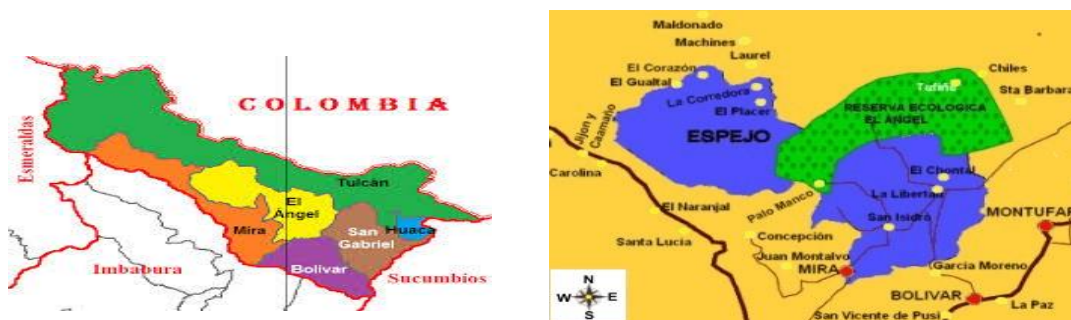 COLOMBIA
Esmeraldas
Tulcán
El
Ángel
Mira
San
Gabriel
Huaca
Bolívar
Imbabura
Sucumbíos
Maldonado
Machines
Laurel
El Corazón
El Gualtal
La Corredora
El Placer
ESPEJO
Chiles
Tufiño
Sta Barbara
RESERVA ECOLOGICA
EL ANGEL
Jijon y
Caamaño
Carolina
El Chontal
La Libertad
El Naranjal
Palo Manco
San Isidro
MONTUFAR
Santa Lucia
Concepción
Juan Montalvo
MIRA
Garcia Moreno
BOLIVAR
La Paz
San Vicente de Pusi
N
W
E
S